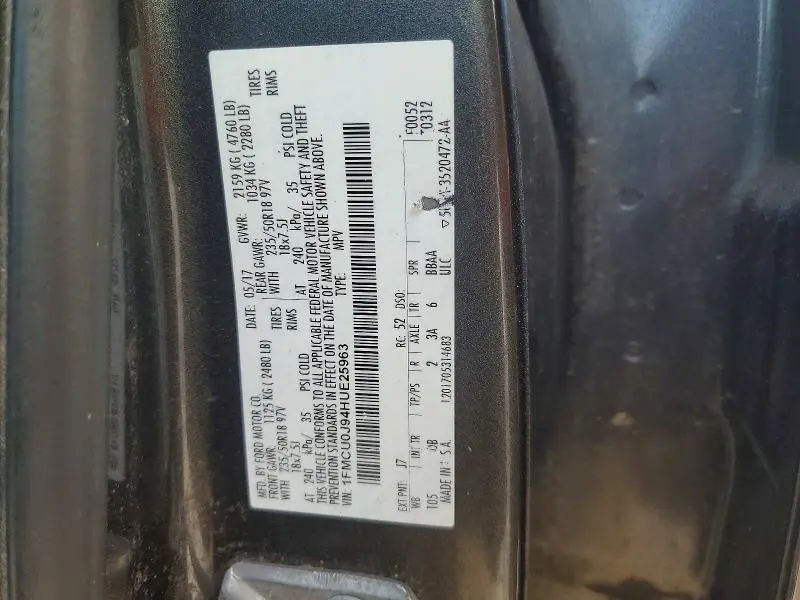 MFD. BY FORD MOTOR CO.
DATE: 05/17 GVWR: 2159 KG ( 4760 LB)
FRONT GAWR: 1125 KG ( 2480 LB) REAR GAWR: 1034 KG ( 2280 LB)
WITH 235/50R18 97V TIRES WITH 235/50R18 97V TIRES
18x7.5J RIMS 18x7.5J RIMS
AT 240 kPa/ 35 PSI COLD AT 240 kPa/ 35 PSI COLD
THIS VEHICLE CONFORMS TO ALL APPLICABLE FEDERAL MOTOR VEHICLE SAFETY AND THEFT
PREVENTION STANDARDS IN EFFECT ON THE DATE OF MANUFACTURE SHOWN ABOVE.
VIN: 1FMCU0J94HUE25963 TYPE: MPV
EXT PNT: J7 RC: 52 DSO: F0052
WB INT TR TP/PS R AXLE TR SPR *0312
105 0B 2 3A 6 BBAA
MADE IN U.S.A. 1201705314683 ULC 3520472-AA